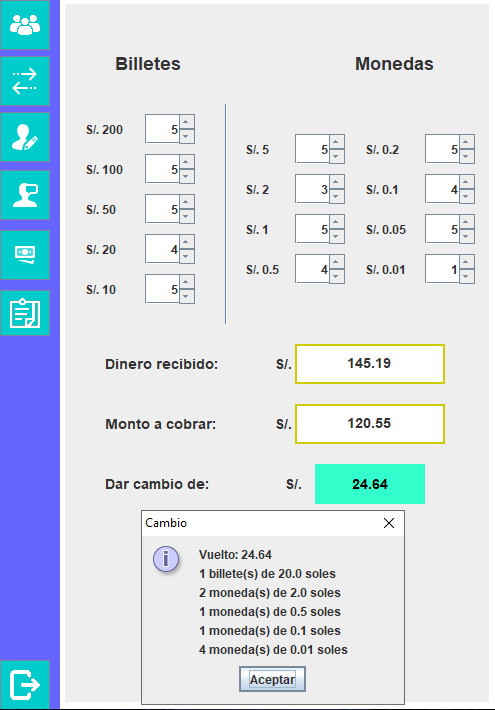 Billetes
Monedas
S/. 200 5
S/. 100 5
S/. 50 5
S/. 20 4
S/. 10 5
S/. 5 5 S/. 0.2 5
S/. 2 3 S/. 0.1 4
S/. 1 5 S/. 0.05 5
S/. 0.5 4 S/. 0.01 1
Dinero recibido: S/. 145.19
Monto a cobrar: S/. 120.55
Dar cambio de: S/. 24.64
Cambio
Vuelto: 24.64
1 billete(s) de 20.0 soles
2 moneda(s) de 2.0 soles
1 moneda(s) de 0.5 soles
1 moneda(s) de 0.1 soles
4 moneda(s) de 0.01 soles
Aceptar